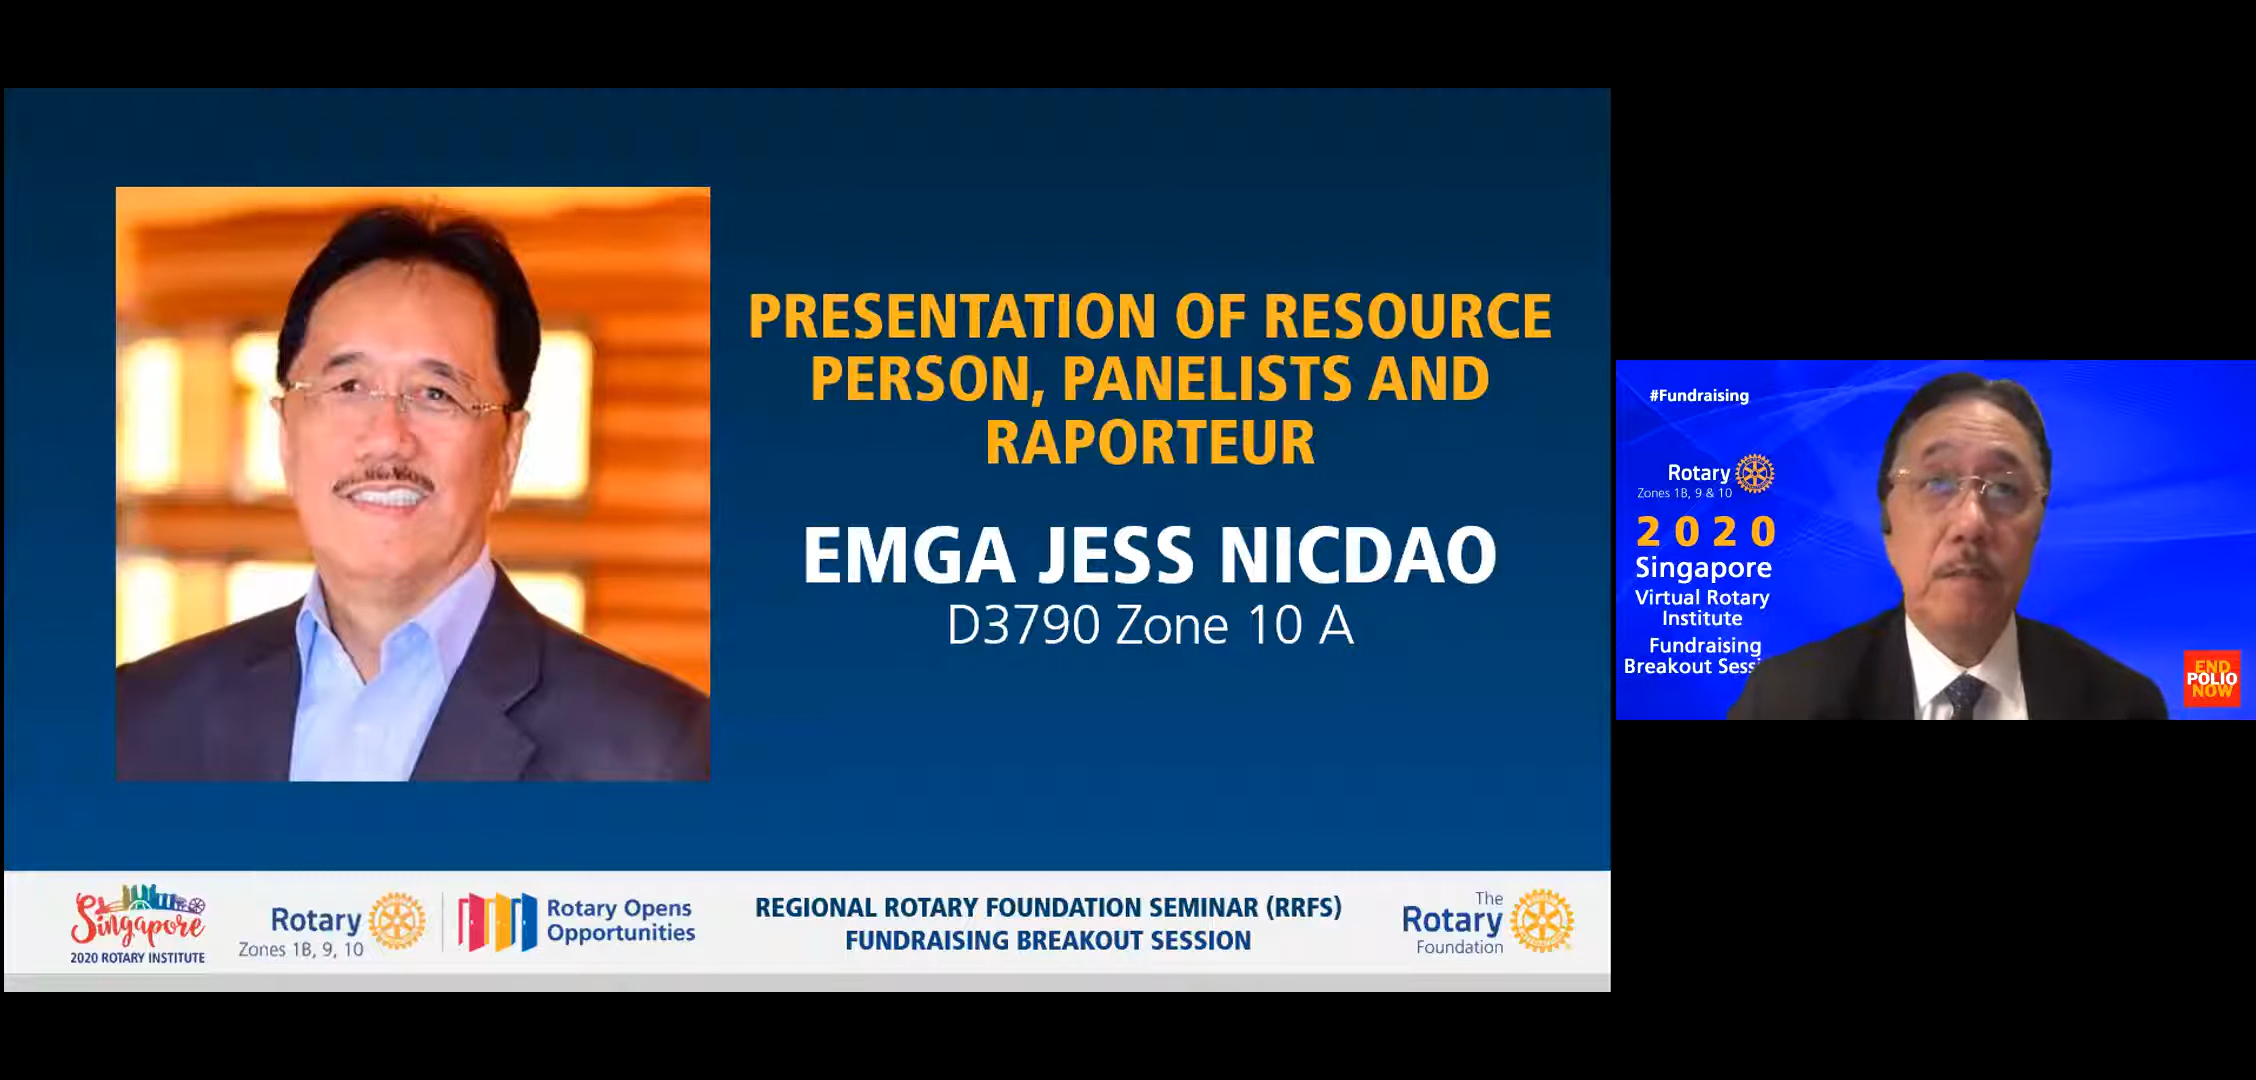 PRESENTATION OF RESOURCE
PERSON, PANELISTS AND
RAPORTEUR
EMGA JESS NICDAO
D3790 Zone 10 A
Singapore
2020 ROTARY INSTITUTE
Rotary
Zones 1B, 9, 10
Rotary Opens
Opportunities
REGIONAL ROTARY FOUNDATION SEMINAR (RRFS)
FUNDRAISING BREAKOUT SESSION
The
Rotary
Foundation
#Fundraising
Rotary
Zones 1B, 9 & 10
2020
Singapore
Virtual Rotary
Institute
Fundraising
Breakout Sessi
END
POLIO
NOW